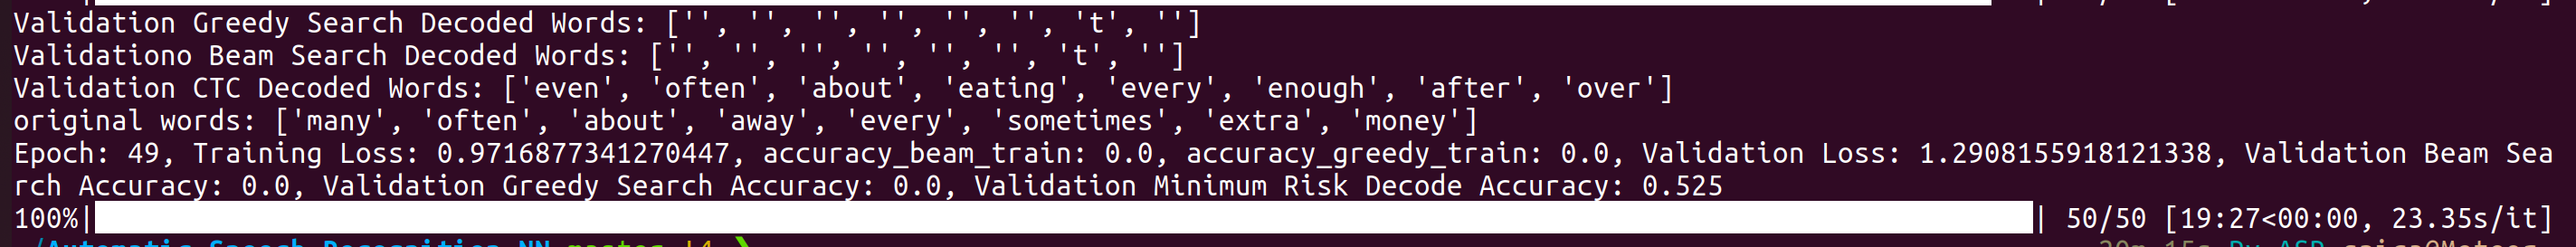 Validation Greedy Search Decoded Words: ['', '', '', '', '', '', 't', '']
Validationo Beam Search Decoded Words: ['', '', '', '', '', '', 't', '']
Validation CTC Decoded Words: ['even', 'often', 'about', 'eating', 'every', 'enough', 'after', 'over']
original words: ['many', 'often', 'about', 'away', 'every', 'sometimes', 'extra', 'money']
Epoch: 49, Training Loss: 0.9716877341270447, accuracy_beam_train: 0.0, accuracy_greedy_train: 0.0, Validation Loss: 1.2908155918121338, Validation Beam Sea
rch Accuracy: 0.0, Validation Greedy Search Accuracy: 0.0, Validation Minimum Risk Decode Accuracy: 0.525
100%| | 50/50 [19:27<00:00, 23.35s/it]